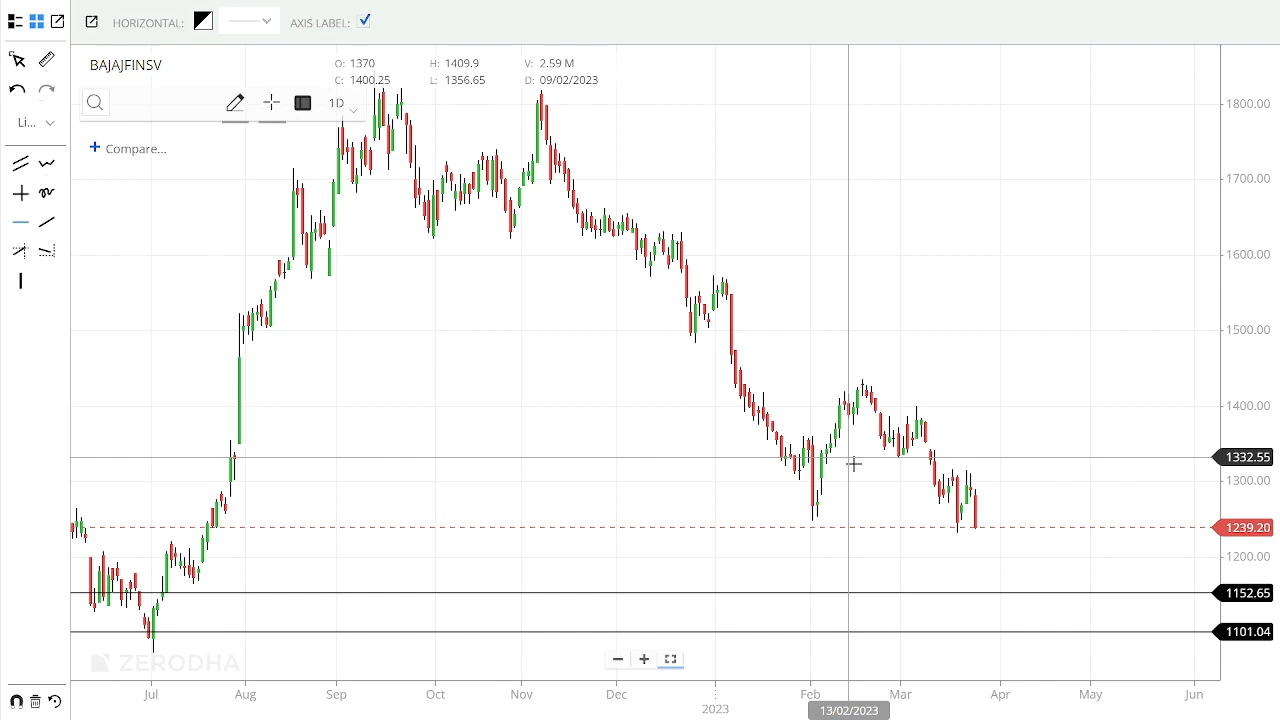 HORIZONTAL:
AXIS LABEL:
BAJAJFINSV
O: 1370 H: 1409.9 V: 2.59 M
C: 1400.25 L: 1356.65 D: 09/02/2023
1D
Li...
+ Compare...
1800.00
1700.00
1600.00
1500.00
1400.00
1332.55
1300.00
1239.20
1200.00
1152.65
1101.04
ZERODHA
Jul Aug Sep Oct Nov Dec Feb Mar Apr May Jun
2023
13/02/2023